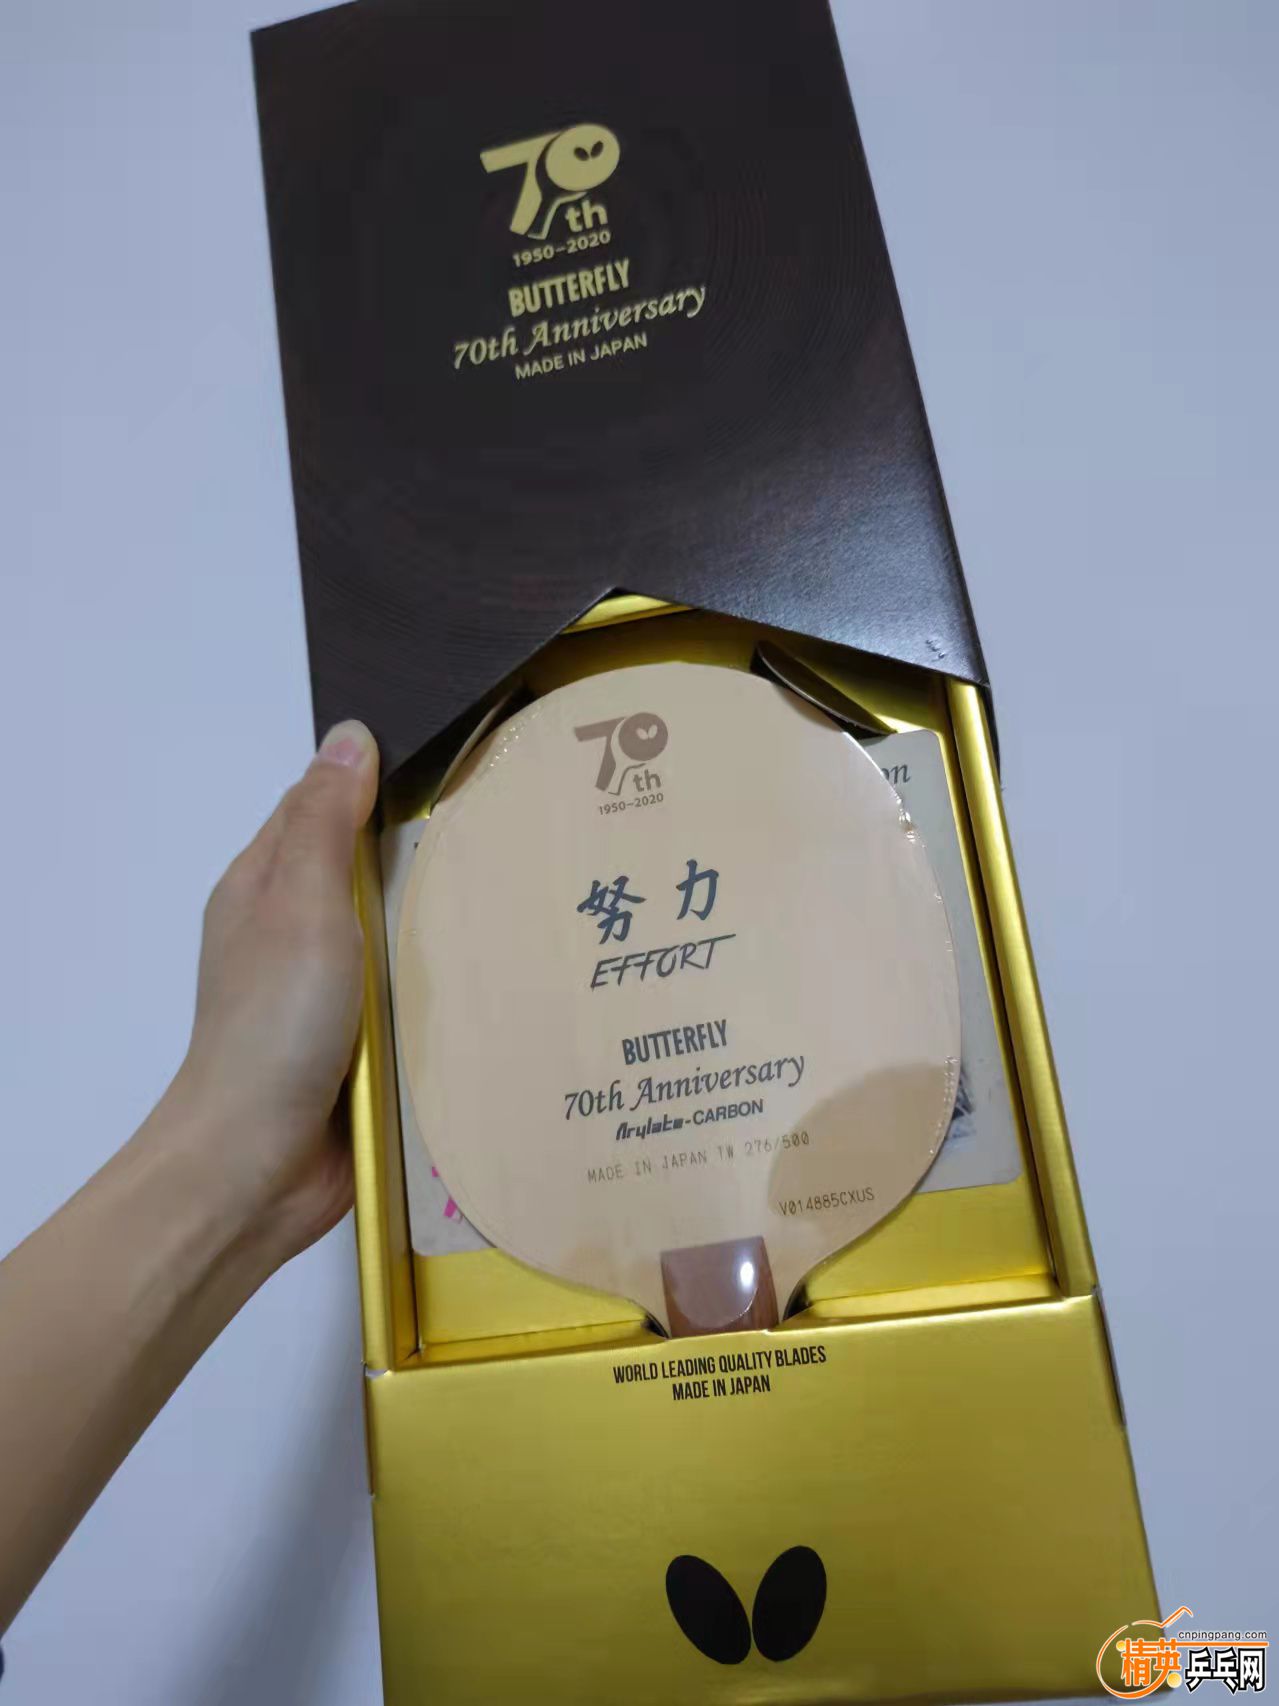 70th
1950-2020
BUTTERFLY
70th Anniversary
MADE IN JAPAN
on
70th
1950-2020
努力
EFFORT
BUTTERFLY
70th Anniversary
Arylate-CARBON
MADE IN JAPAN TW 276/500
V014885CXUS
WORLD LEADING QUALITY BLADES
MADE IN JAPAN
cnpingpang.com
精英乒乓网